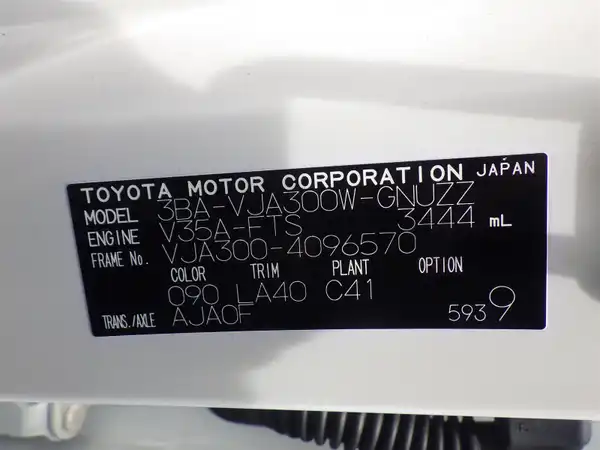 TOYOTA MOTOR CORPORATION JAPAN
MODEL 3BA-VJA300W-GNUZZ
ENGINE V35A-FTS 3444 mL
FRAME No. VJA300-4096570
COLOR TRIM PLANT OPTION
090 LA40 C41
TRANS./AXLE AJA0F
5939